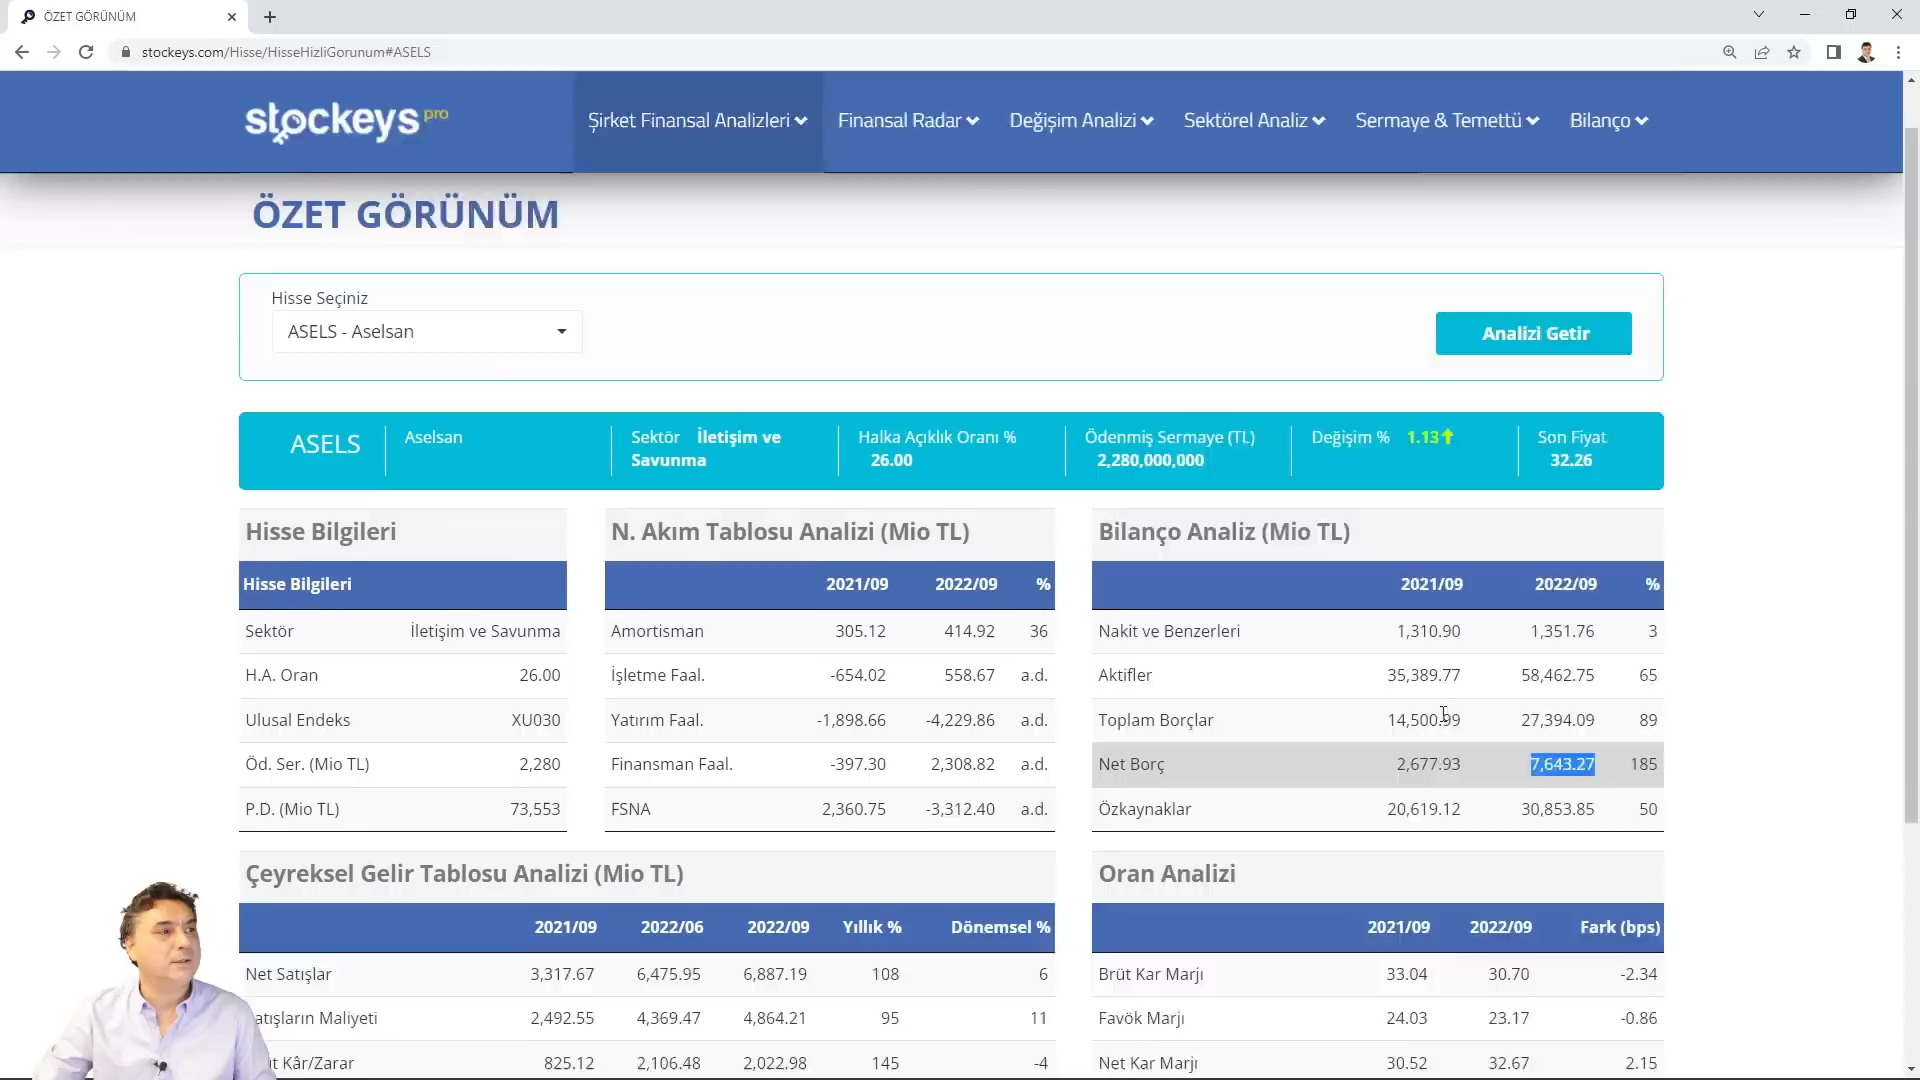 ÖZET GÖRÜNÜM
stockeys.com/Hisse/HisseHizliGorunum#ASELS
stockeys pro
Şirket Finansal Analizleri
Finansal Radar
Değişim Analizi
Sektörel Analiz
Sermaye & Temettü
Bilanço
ÖZET GÖRÜNÜM
Hisse Seçiniz
ASELS - Aselsan
Analizi Getir
ASELS
Aselsan
Sektör İletişim ve
Savunma
Halka Açıklık Oranı %
26.00
Ödenmiş Sermaye (TL)
2,280,000,000
Değişim % 1.13
Son Fiyat
32.26
Hisse Bilgileri
Hisse Bilgileri
Sektör İletişim ve Savunma
H.A. Oran 26.00
Ulusal Endeks XU030
Öd. Ser. (Mio TL) 2,280
P.D. (Mio TL) 73,553
N. Akım Tablosu Analizi (Mio TL)
2021/09 2022/09 %
Amortisman 305.12 414.92 36
İşletme Faal. -654.02 558.67 a.d.
Yatırım Faal. -1,898.66 -4,229.86 a.d.
Finansman Faal. -397.30 2,308.82 a.d.
FSNA 2,360.75 -3,312.40 a.d.
Bilanço Analiz (Mio TL)
2021/09 2022/09 %
Nakit ve Benzerleri 1,310.90 1,351.76 3
Aktifler 35,389.77 58,462.75 65
Toplam Borçlar 14,500.99 27,394.09 89
Net Borç 2,677.93 7,643.27 185
Özkaynaklar 20,619.12 30,853.85 50
Çeyreksel Gelir Tablosu Analizi (Mio TL)
2021/09 2022/06 2022/09 Yıllık % Dönemsel %
Net Satışlar 3,317.67 6,475.95 6,887.19 108 6
atışların Maliyeti 2,492.55 4,369.47 4,864.21 95 11
Kâr/Zarar 825.12 2,106.48 2,022.98 145 -4
Oran Analizi
2021/09 2022/09 Fark (bps)
Brüt Kar Marjı 33.04 30.70 -2.34
Favök Marjı 24.03 23.17 -0.86
Net Kar Marjı 30.52 32.67 2.15